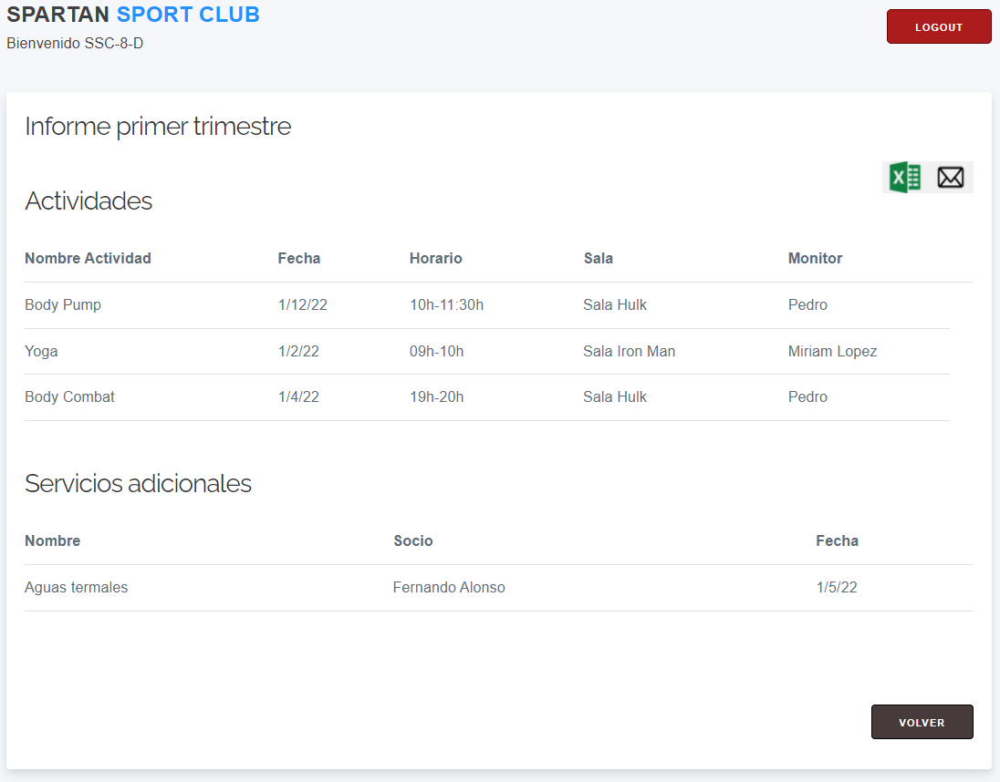 SPARTAN SPORT CLUB
Bienvenido SSC-8-D
LOGOUT
Informe primer trimestre
Actividades
Nombre Actividad Fecha Horario Sala Monitor
Body Pump 1/12/22 10h-11:30h Sala Hulk Pedro
Yoga 1/2/22 09h-10h Sala Iron Man Miriam Lopez
Body Combat 1/4/22 19h-20h Sala Hulk Pedro
Servicios adicionales
Nombre Socio Fecha
Aguas termales Fernando Alonso 1/5/22
VOLVER